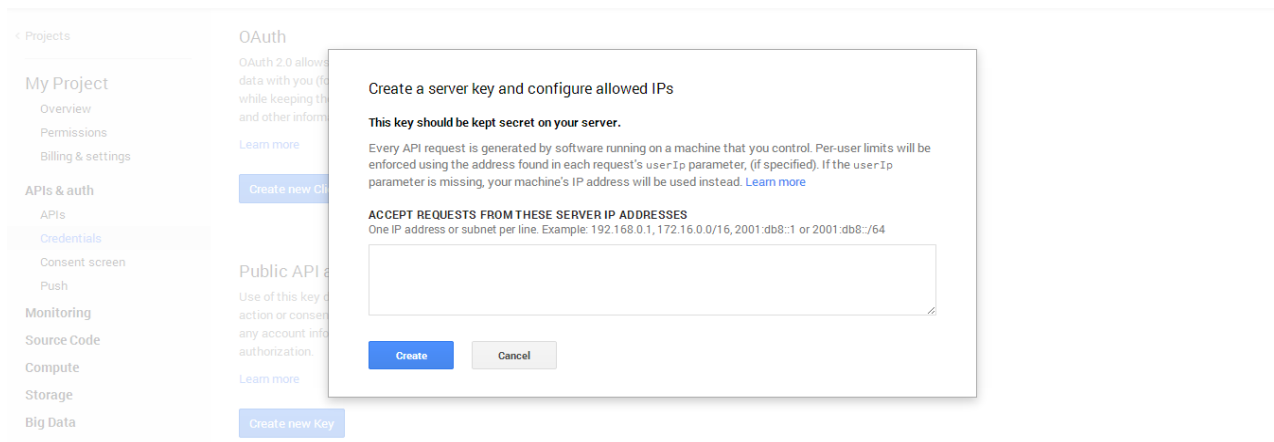 < Projects
My Project
Overview
Permissions
Billing & settings
APIs & auth
APIs
Credentials
Consent screen
Push
Monitoring
Source Code
Compute
Storage
Big Data
OAuth
OAuth 2.0 allows
data with you (fo
while keeping the
and other informa
Learn more
Create new Clie
Public API a
Use of this key d
action or consen
any account info
authorization.
Learn more
Create new Key
Create a server key and configure allowed IPs
This key should be kept secret on your server.
Every API request is generated by software running on a machine that you control. Per-user limits will be
enforced using the address found in each request's userIp parameter, (if specified). If the userIp
parameter is missing, your machine's IP address will be used instead. Learn more
ACCEPT REQUESTS FROM THESE SERVER IP ADDRESSES
One IP address or subnet per line. Example: 192.168.0.1, 172.16.0.0/16, 2001:db8::1 or 2001:db8::/64
Create
Cancel